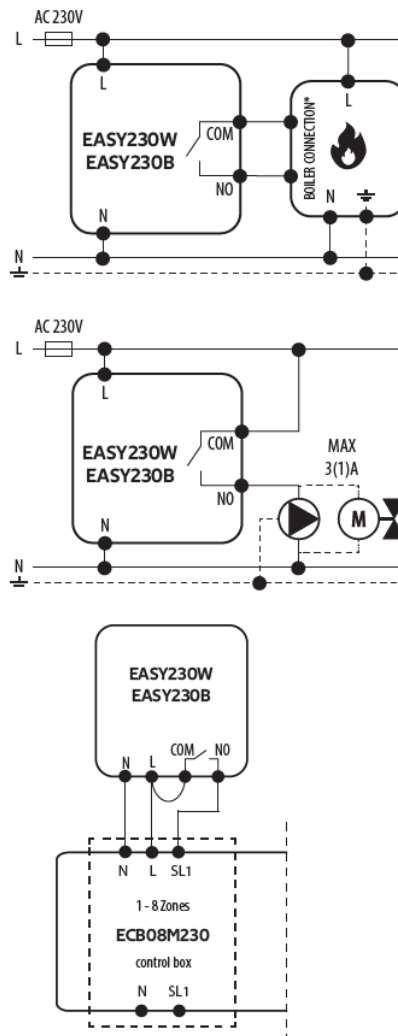 AC 230V
L
L
EASY230W
EASY230B
COM
NO
N
BOILER CONNECTION*
L
N
N
AC 230V
L
L
EASY230W
EASY230B
COM
NO
N
MAX
3(1)A
M
N
EASY230W
EASY230B
N L COM NO
N L SL1
1 - 8 Zones
ECB08M230
control box
N SL1